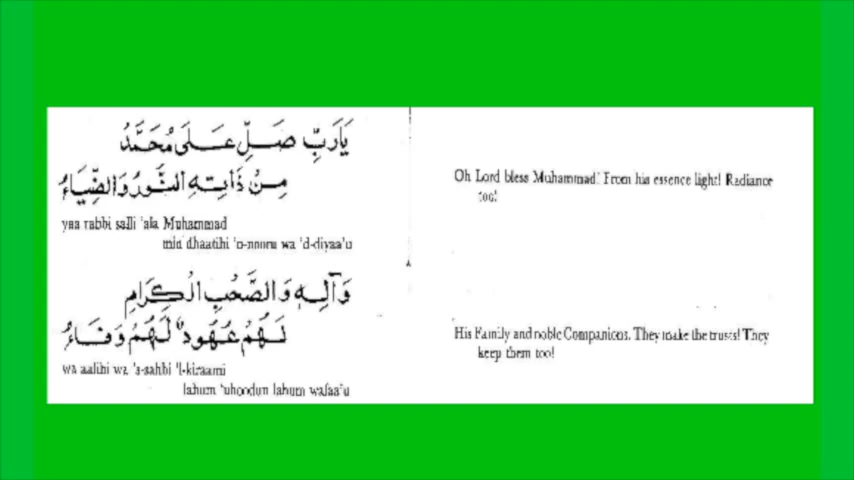 يَارَبِّ صَلِّ عَلَى مُحَمَّدْ
مِنْ ذَاتِهِ النُّورُ وَالضِّيَاءُ
yaa rabbi salli 'ala Muhammad
min dhaatihi 'n-nooru wa 'd-diyaa'u
وَآلِهِ وَالصَّحْبِ الْكِرَامِ
لَهُمْ عُهُودٌ لَهُمْ وَفَاءُ
wa aalihi wa 's-sahbi 'l-kiraami
lahum 'uhoodun lahum wafaa'u
Oh Lord bless Muhammad! From his essence light! Radiance
too!
His Family and noble Companions. They make the trusts! They
keep them too!